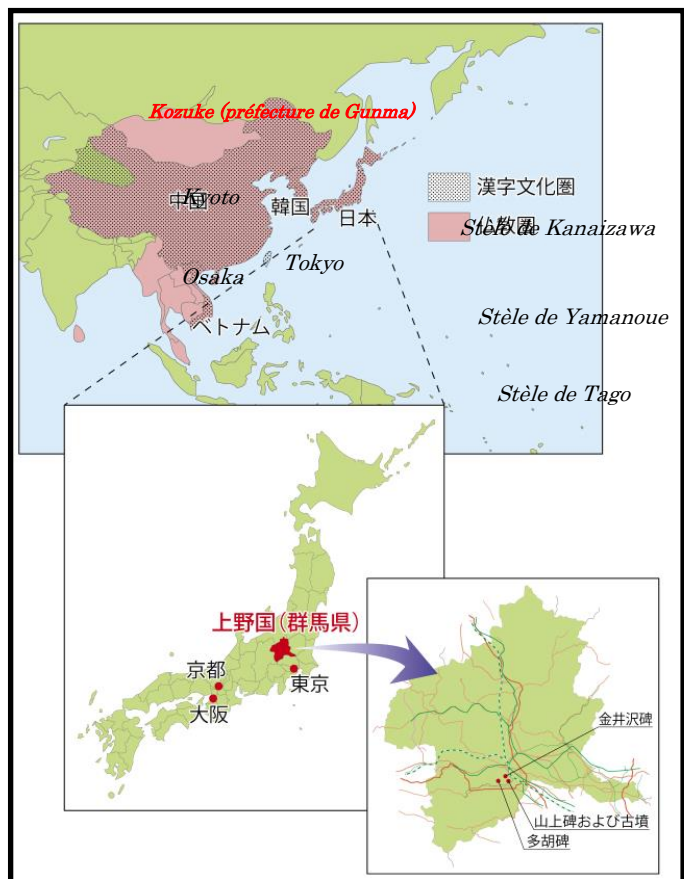 Kozuke (préfecture de Gunma)
漢字文化圏
Kyoto
中国
韓国
日本
仏教圏
Stèle de Kanaizawa
Tokyo
Osaka
ベトナム
Stèle de Yamanoue
Stèle de Tago
上野国(群馬県)
京都
東京
大阪
金井沢碑
山上碑および古墳
多胡碑